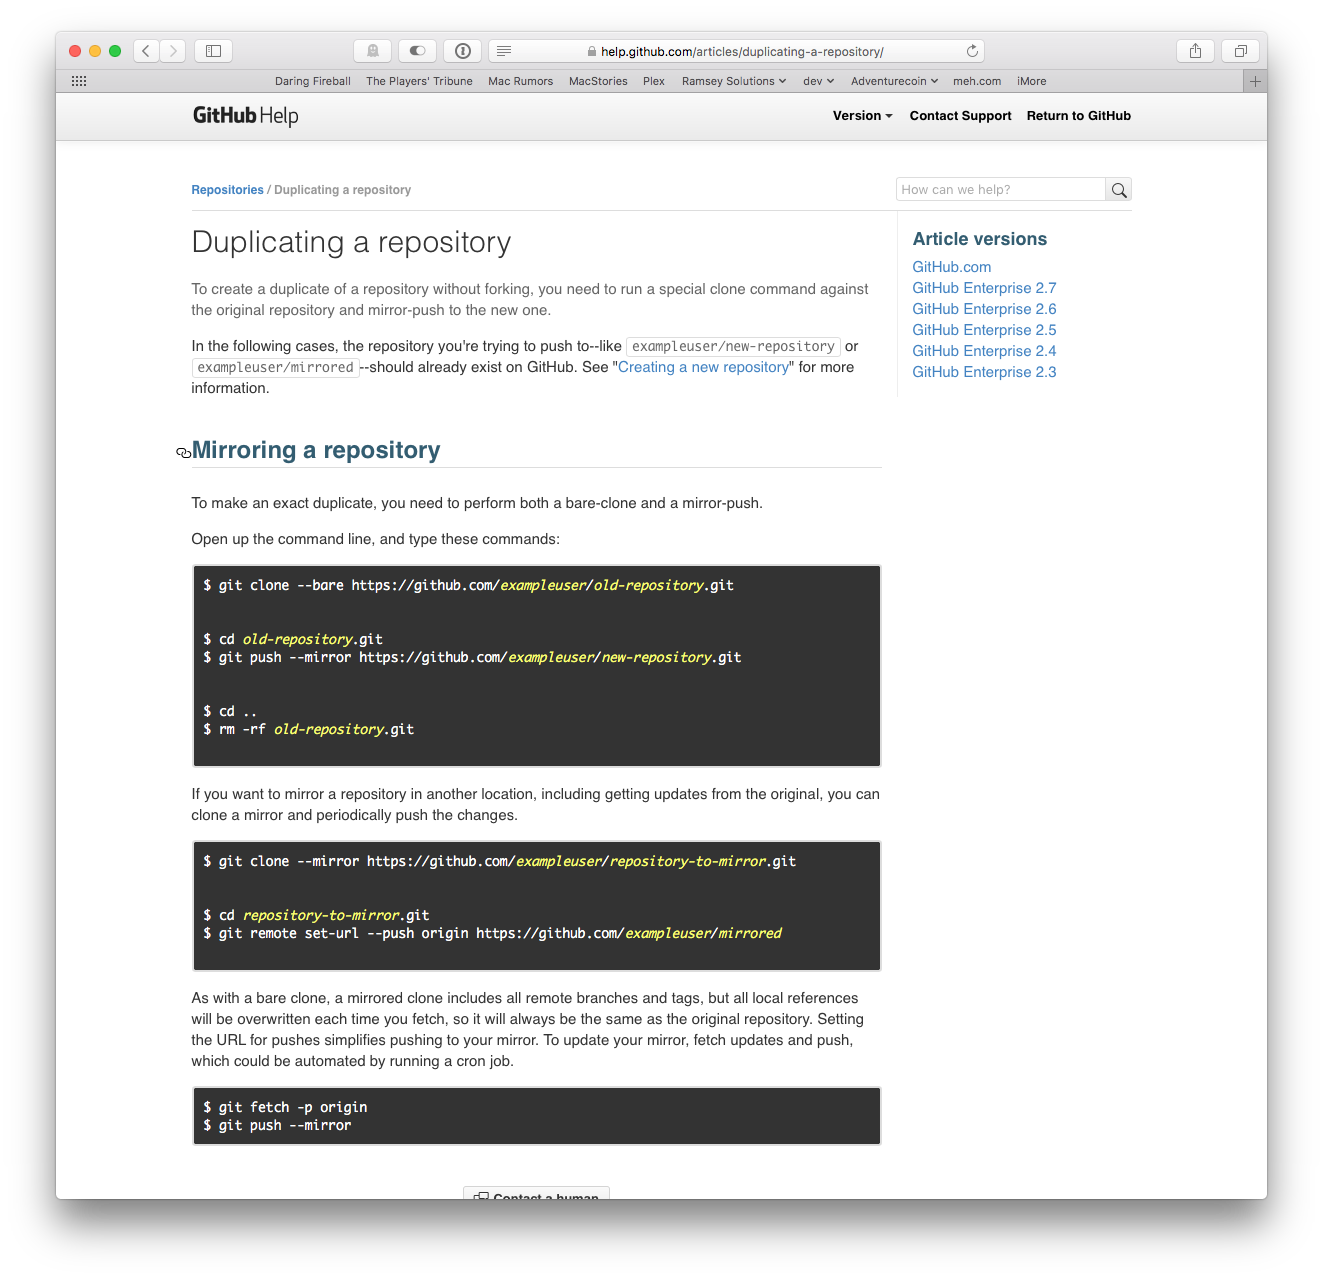 help.github.com/articles/duplicating-a-repository/
Daring Fireball The Players' Tribune Mac Rumors MacStories Plex Ramsey Solutions dev Adventurecoin meh.com iMore
GitHub Help
Version Contact Support Return to GitHub
Repositories / Duplicating a repository
How can we help?
Duplicating a repository
To create a duplicate of a repository without forking, you need to run a special clone command against
the original repository and mirror-push to the new one.
In the following cases, the repository you're trying to push to--like exampleuser/new-repository or
exampleuser/mirrored--should already exist on GitHub. See "Creating a new repository" for more
information.
Article versions
GitHub.com
GitHub Enterprise 2.7
GitHub Enterprise 2.6
GitHub Enterprise 2.5
GitHub Enterprise 2.4
GitHub Enterprise 2.3
Mirroring a repository
To make an exact duplicate, you need to perform both a bare-clone and a mirror-push.
Open up the command line, and type these commands:
$ git clone --bare https://github.com/exampleuser/old-repository.git
$ cd old-repository.git
$ git push --mirror https://github.com/exampleuser/new-repository.git
$ cd ..
$ rm -rf old-repository.git
If you want to mirror a repository in another location, including getting updates from the original, you can
clone a mirror and periodically push the changes.
$ git clone --mirror https://github.com/exampleuser/repository-to-mirror.git
$ cd repository-to-mirror.git
$ git remote set-url --push origin https://github.com/exampleuser/mirrored
As with a bare clone, a mirrored clone includes all remote branches and tags, but all local references
will be overwritten each time you fetch, so it will always be the same as the original repository. Setting
the URL for pushes simplifies pushing to your mirror. To update your mirror, fetch updates and push,
which could be automated by running a cron job.
$ git fetch -p origin
$ git push --mirror
Contact a human